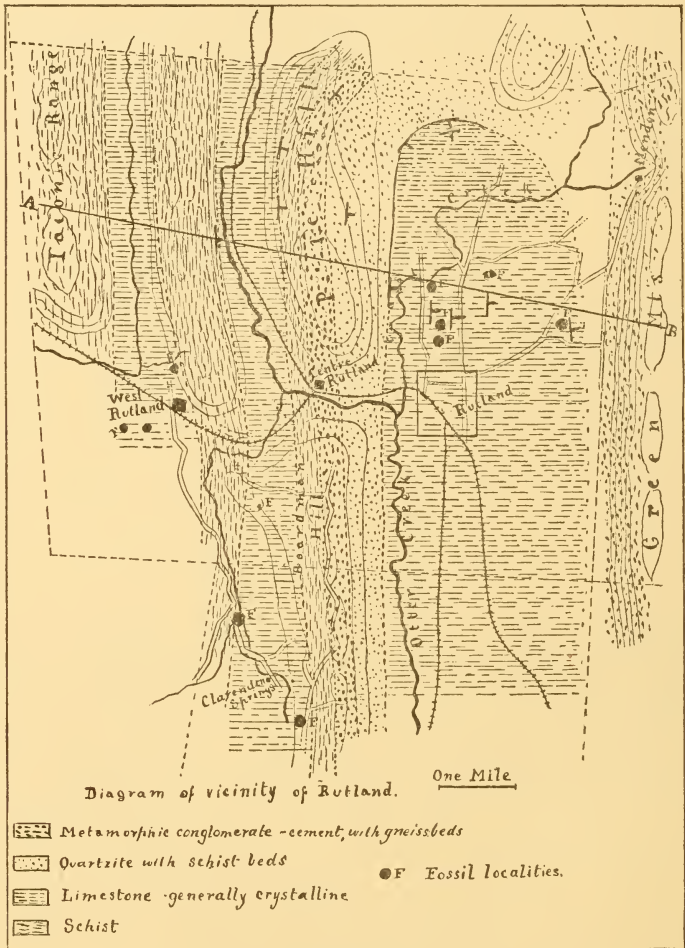 Taconic Range
Pine Hill
Creek
Mendon
A
B
F
F
F
F
Centre
Rutland
West
Rutland
F
Rutland
Green Mts
Boardman
Hill
F
Otter Creek
F
Clarendon
Springs
F
Diagram of vicinity of Rutland.
One Mile
Metamorphic conglomerate -cement, with gneissbeds
Quartzite with schist beds
F Fossil localities.
Limestone -generally crystalline
Schist